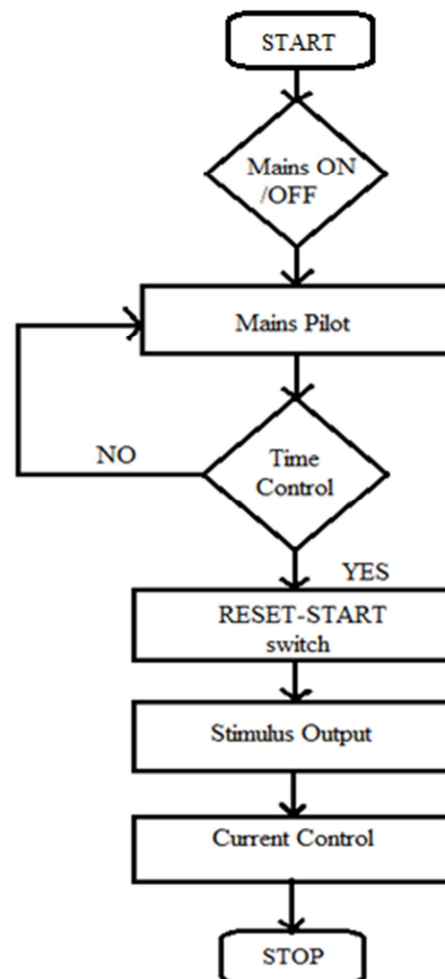 START
Mains ON
/OFF
Mains Pilot
NO
Time
Control
YES
RESET-START
switch
Stimulus Output
Current Control
STOP